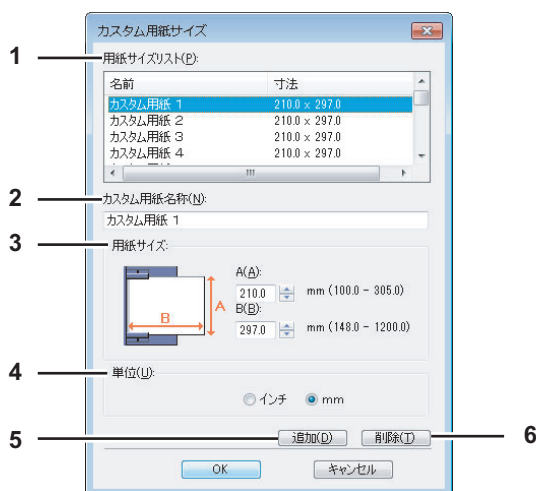 カスタム用紙サイズ
1
用紙サイズリスト(P):
名前 寸法
カスタム用紙 1 210.0 x 297.0
カスタム用紙 2 210.0 x 297.0
カスタム用紙 3 210.0 x 297.0
カスタム用紙 4 210.0 x 297.0
2
カスタム用紙名称(N):
カスタム用紙 1
3
用紙サイズ:
A
B
A(A):
210.0 mm (100.0 - 305.0)
B(B):
297.0 mm (148.0 - 1200.0)
4
単位(U):
インチ mm
5 追加(D) 削除(T) 6
OK キャンセル